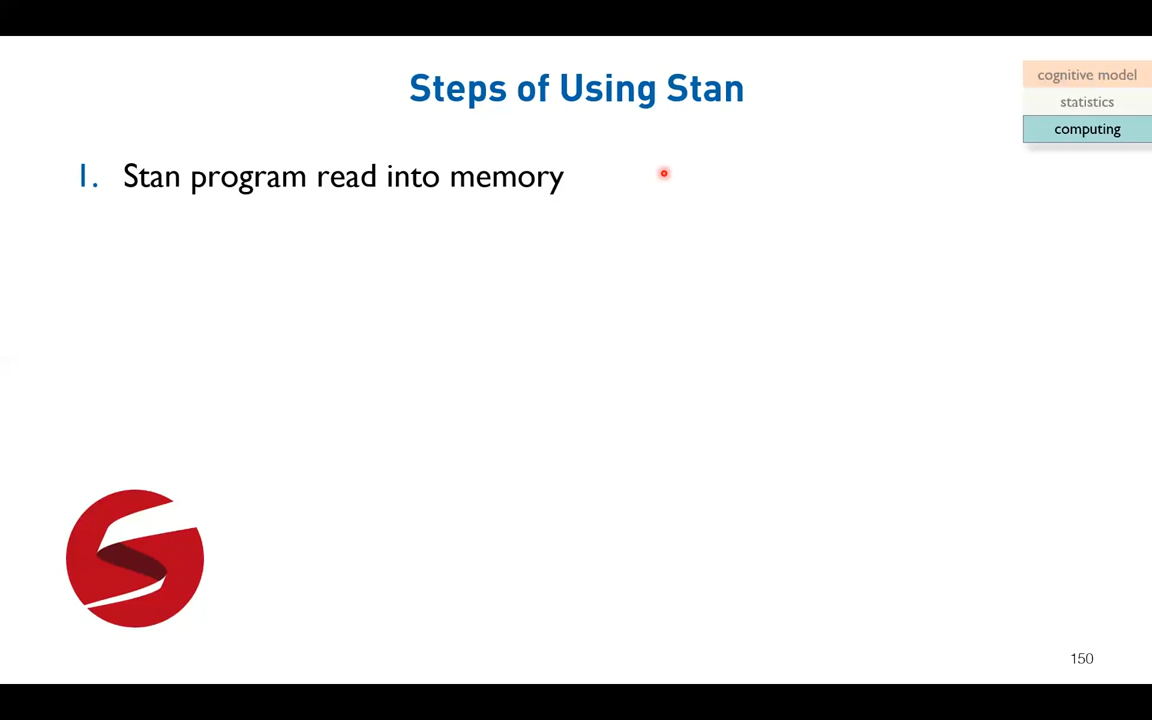 Steps of Using Stan
cognitive model
statistics
computing
1. Stan program read into memory
150